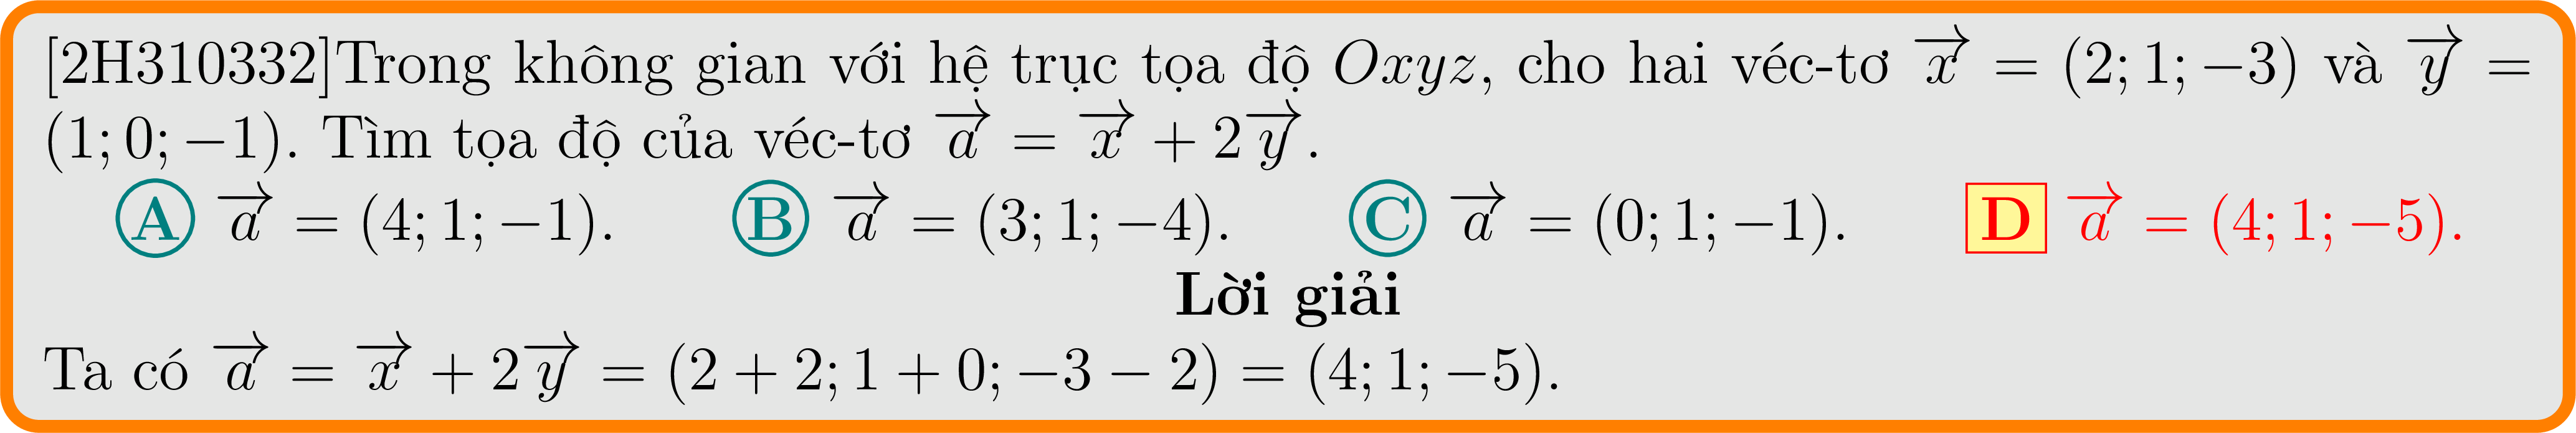 [2H310332]Trong không gian với hệ trục tọa độ Oxyz, cho hai véc-tơ \overrightarrow{x} = (2; 1; −3) và \overrightarrow{y} =
(1; 0; −1). Tìm tọa độ của véc-tơ \overrightarrow{a} = \overrightarrow{x} + 2\overrightarrow{y}.
A \overrightarrow{a} = (4; 1; −1). B \overrightarrow{a} = (3; 1; −4). C \overrightarrow{a} = (0; 1; −1). D \overrightarrow{a} = (4; 1; −5).
Lời giải
Ta có \overrightarrow{a} = \overrightarrow{x} + 2\overrightarrow{y} = (2 + 2; 1 + 0; −3 − 2) = (4; 1; −5).